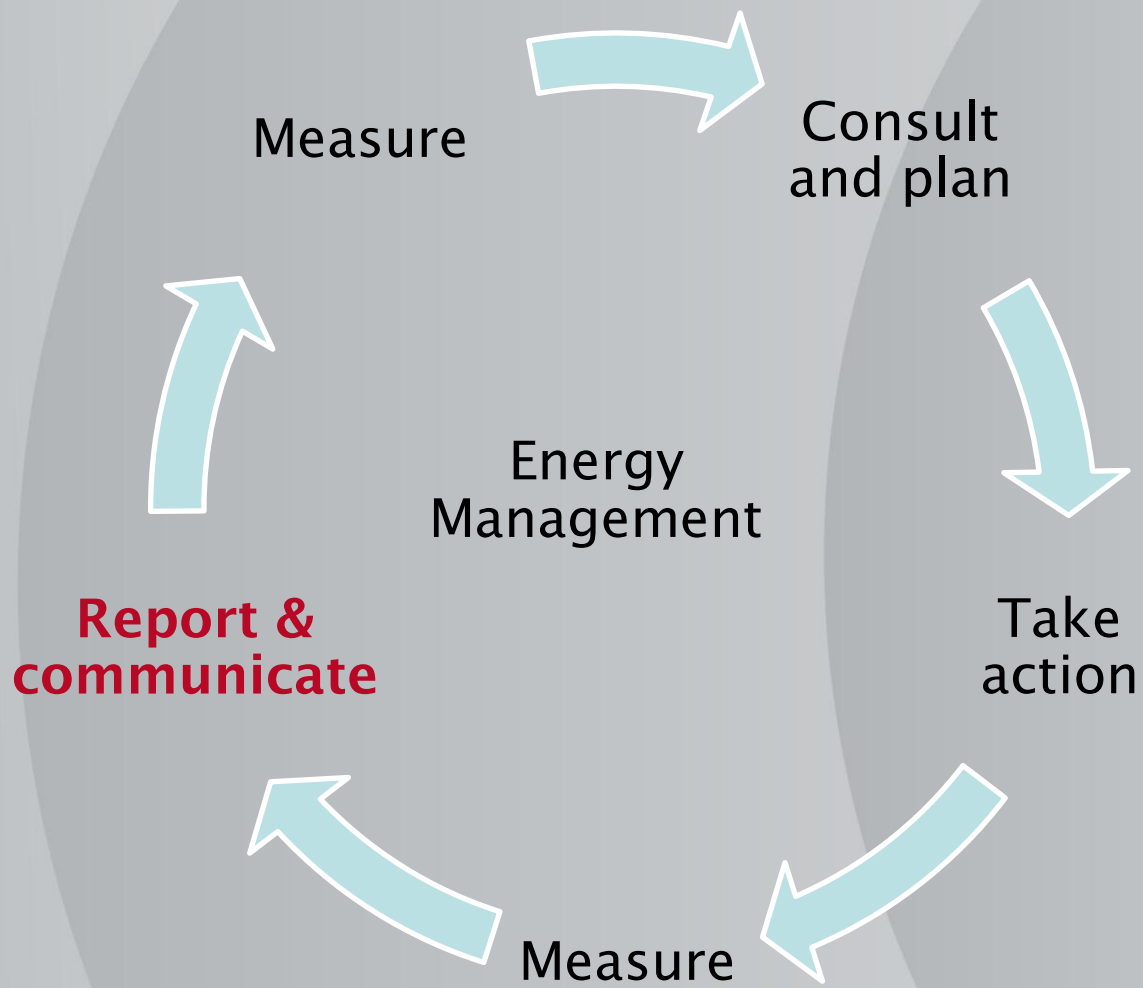 Measure
Consult
and plan
Energy
Management
Report &
communicate
Take
action
Measure